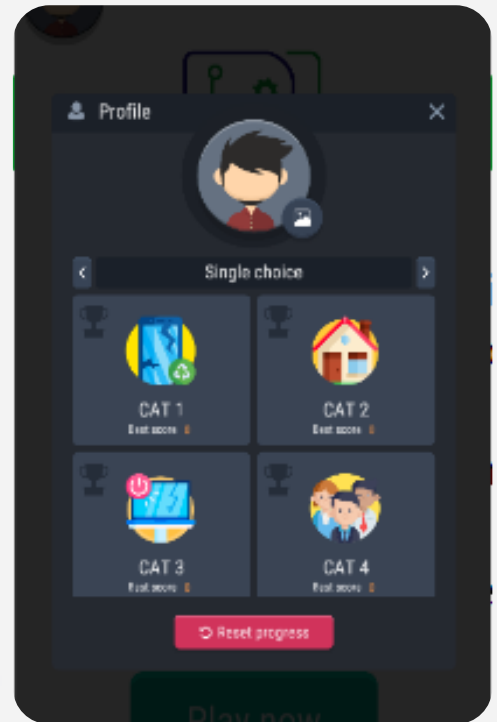 Profile
Single choice
CAT 1
Best score 0
CAT 2
Best score 0
CAT 3
Best score 0
CAT 4
Best score 0
Reset progress
Play now